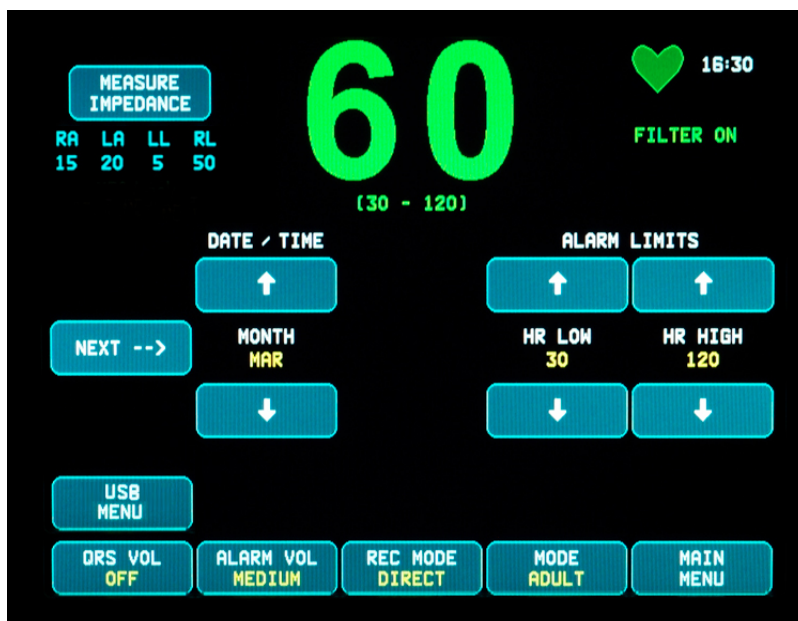 MEASURE
IMPEDANCE
RA LA LL RL
15 20 5 50
60
(30 - 120)
16:30
FILTER ON
DATE / TIME
ALARM LIMITS
↑ ↑ ↑
NEXT -->
MONTH
MAR
HR LOW
30
HR HIGH
120
↓ ↓ ↓
USB
MENU
QRS VOL
OFF
ALARM VOL
MEDIUM
REC MODE
DIRECT
MODE
ADULT
MAIN
MENU